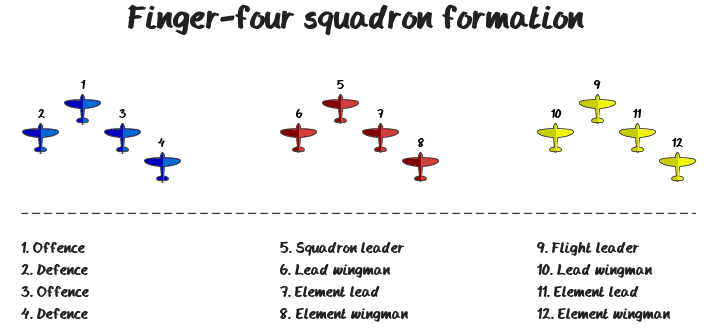 Finger-four squadron formation
1
5
9
2
3
6
7
10
11
4
8
12
1. Offence
2. Defence
3. Offence
4. Defence
5. Squadron leader
6. Lead wingman
7. Element lead
8. Element wingman
9. Flight leader
10. Lead wingman
11. Element lead
12. Element wingman